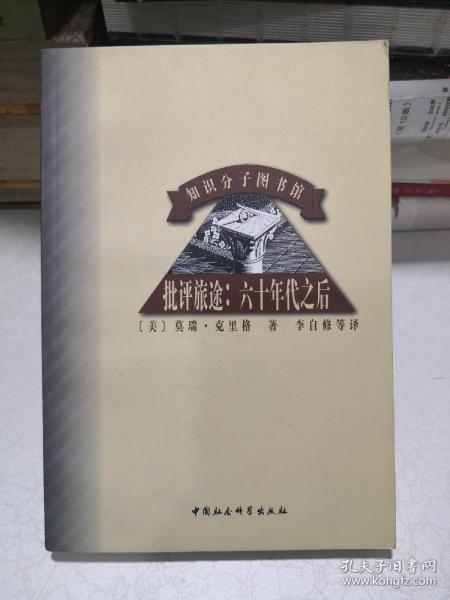 知识分子图书馆
批评旅途：六十年代之后
〔美〕莫瑞·克里格 著 李自修等译
中国社会科学出版社
孔夫子旧书网
www.kongfz.com